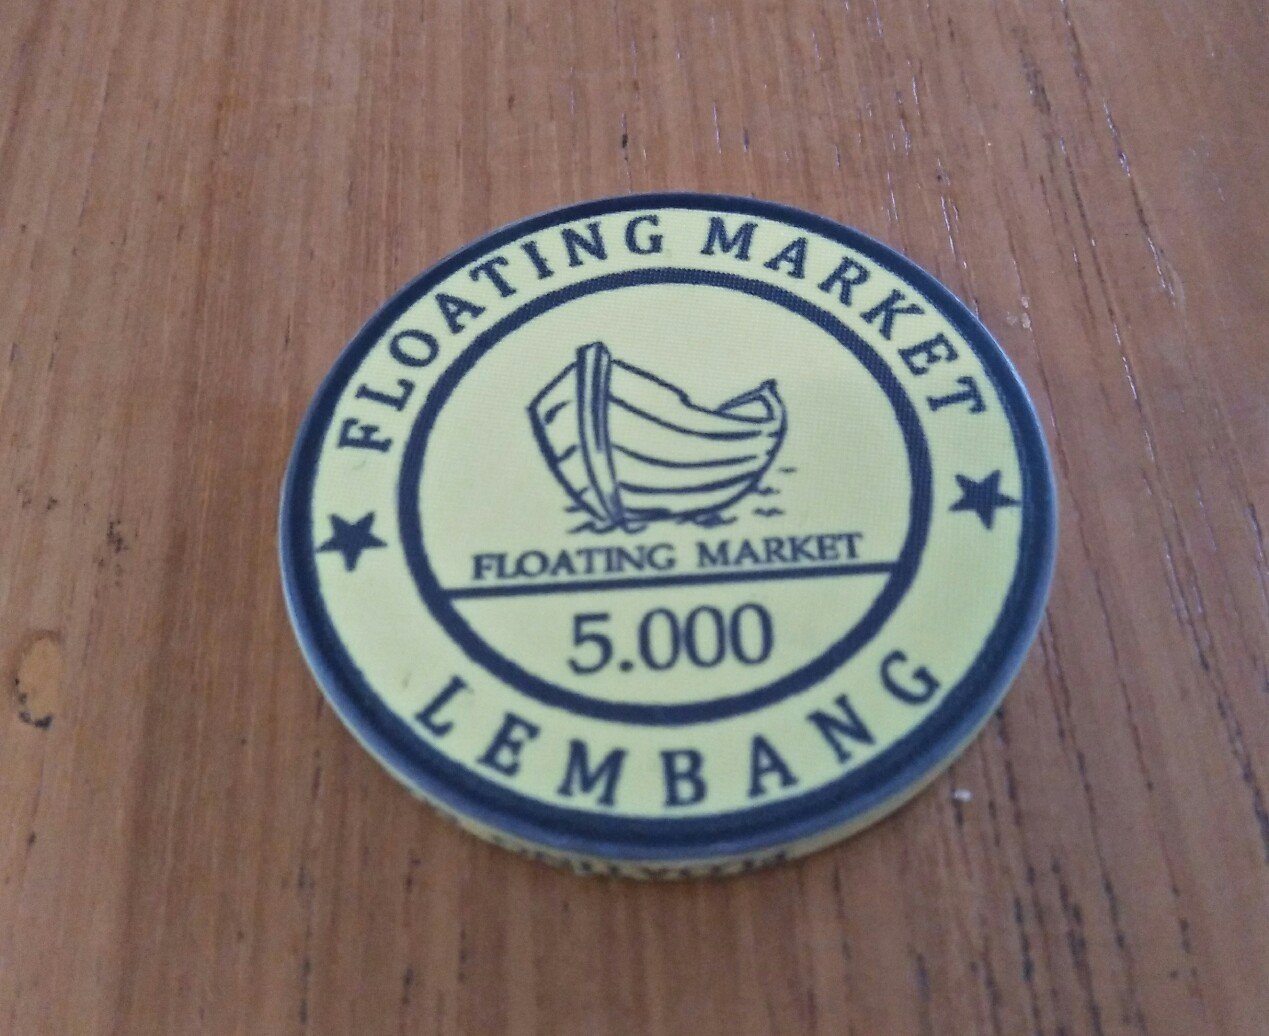 FLOATING MARKET
FLOATING MARKET
5.000
LEMBANG